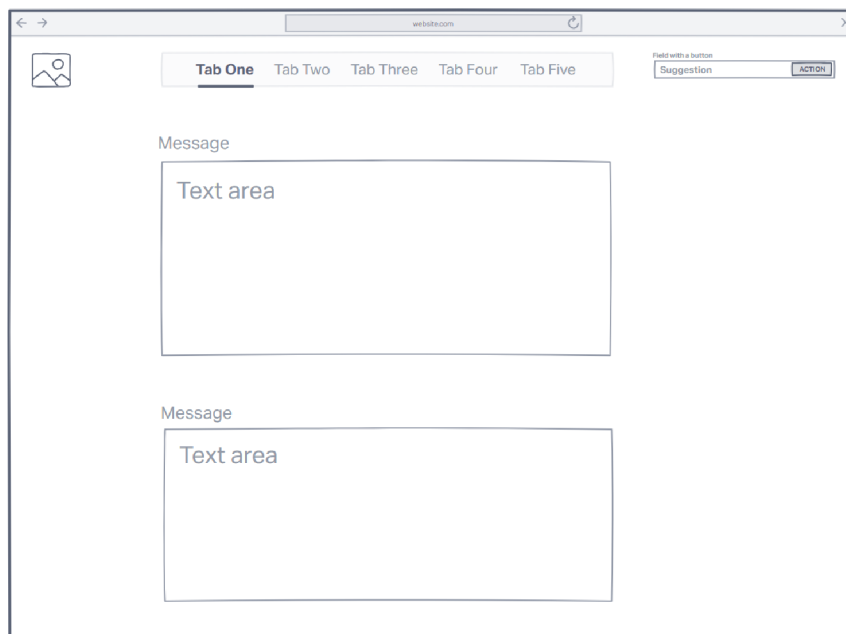 website.com
Field with a button
Tab One Tab Two Tab Three Tab Four Tab Five
Suggestion ACTION
Message
Text area
Message
Text area